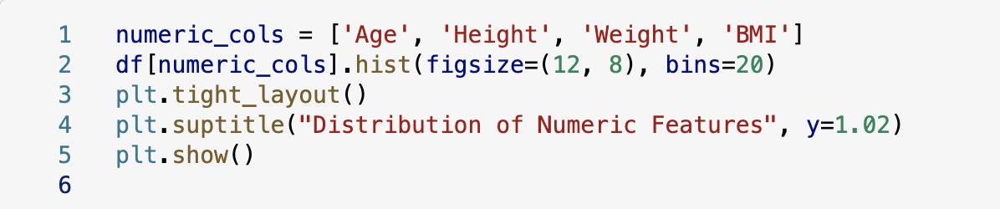 1 numeric_cols = ['Age', 'Height', 'Weight', 'BMI']
2 df[numeric_cols].hist(figsize=(12, 8), bins=20)
3 plt.tight_layout()
4 plt.suptitle("Distribution of Numeric Features", y=1.02)
5 plt.show()
6